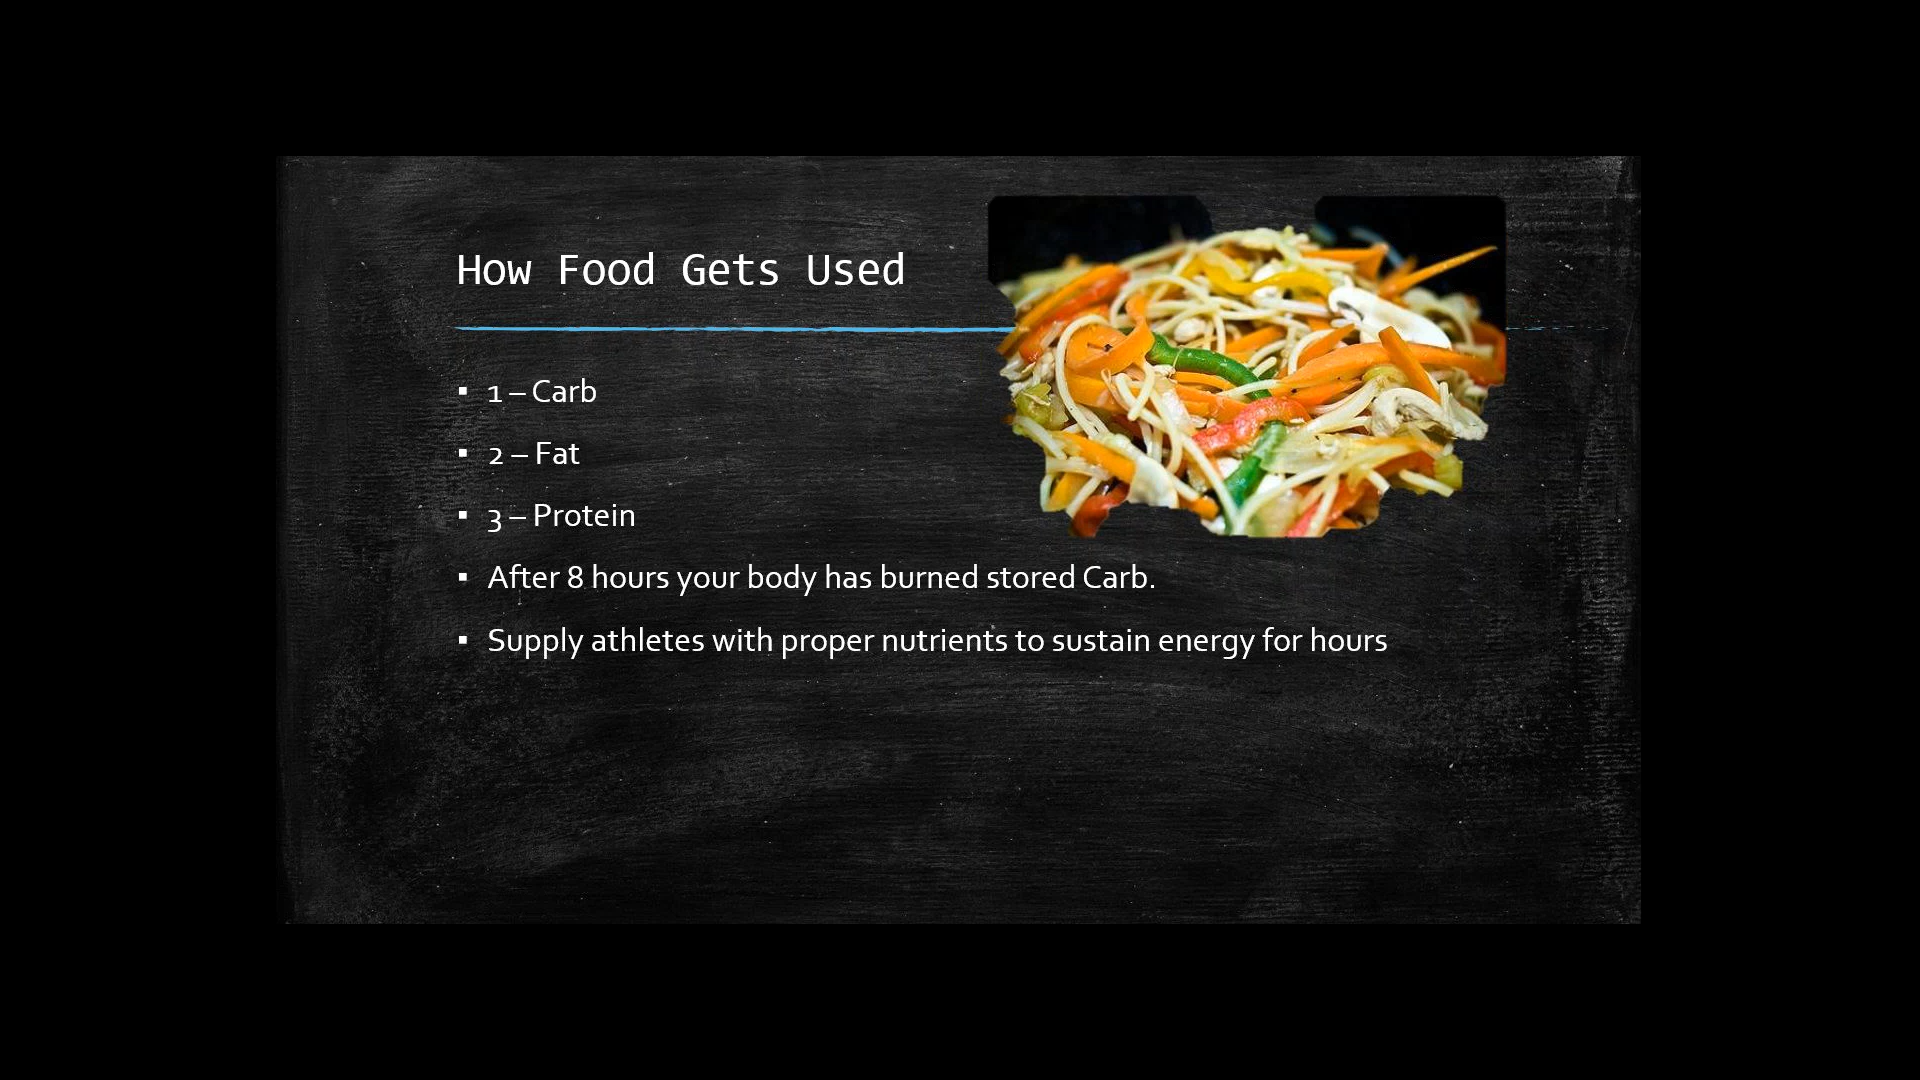 How Food Gets Used
▪ 1 – Carb
▪ 2 – Fat
▪ 3 – Protein
▪ After 8 hours your body has burned stored Carb.
▪ Supply athletes with proper nutrients to sustain energy for hours